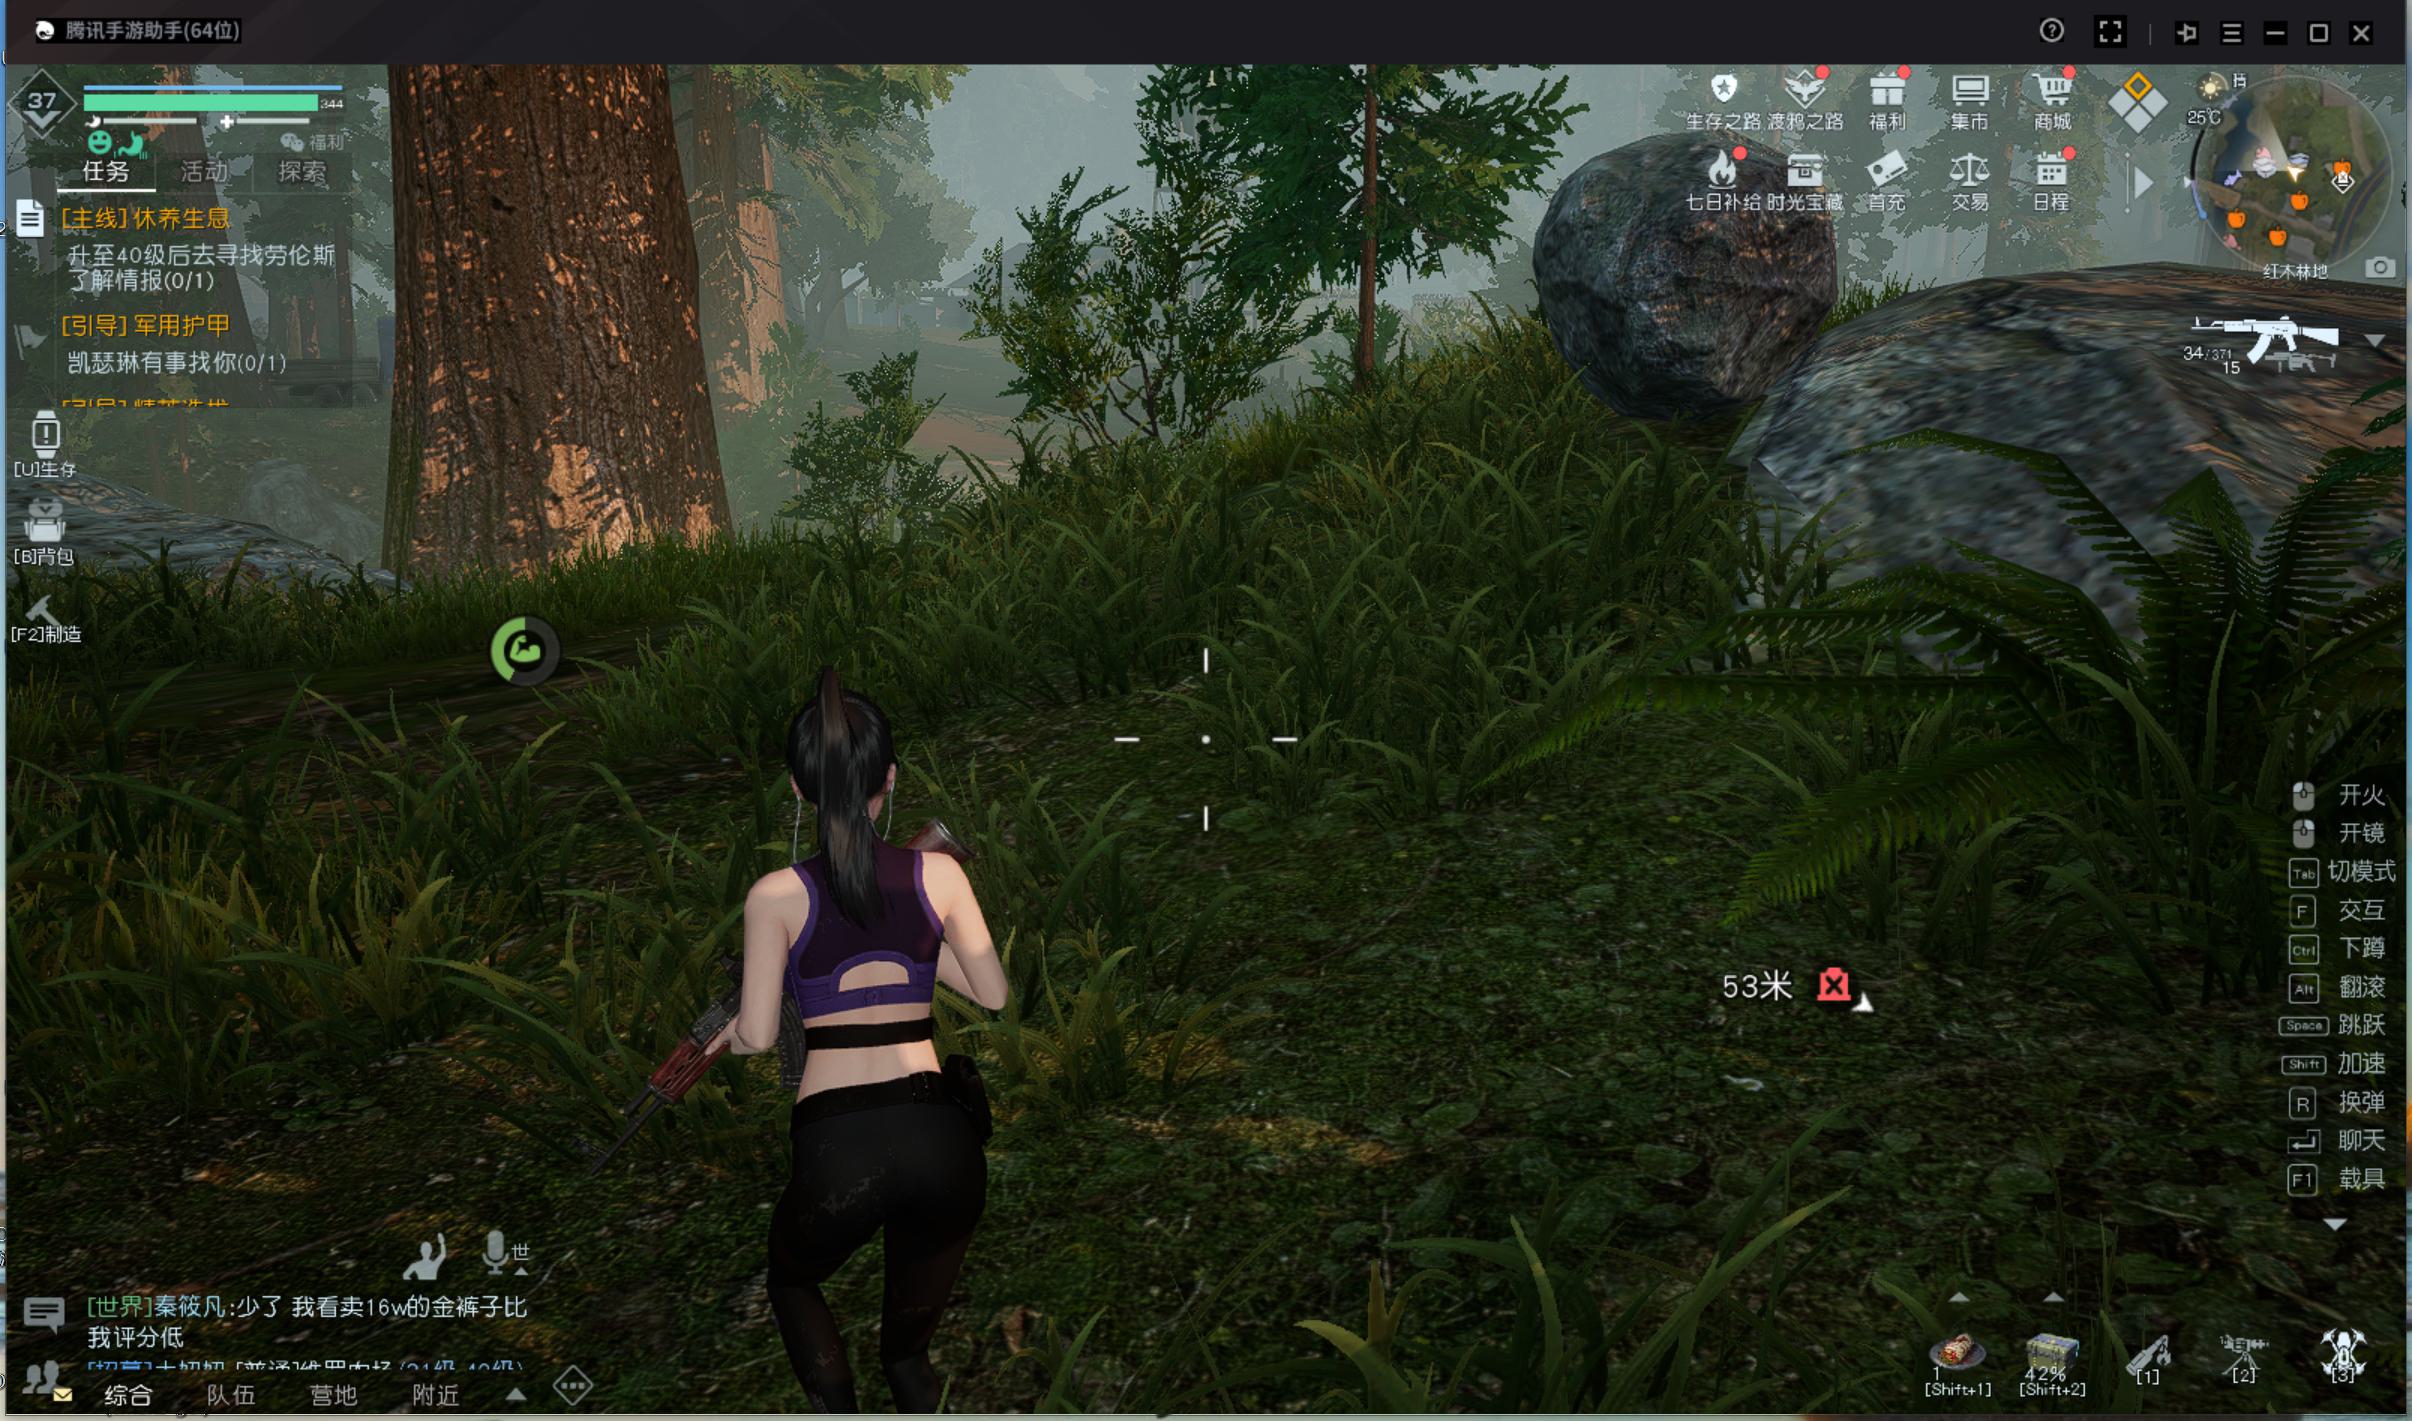 腾讯手游助手(64位)
37
344
福利
任务
活动
探索
[主线]休养生息
升至40级后去寻找劳伦斯
了解情报(0/1)
[引导]军用护甲
凯瑟琳有事找你(0/1)
[U]生存
[B]背包
[F2]制造
生存之路
渡鸦之路
福利
集市
商城
七日补给
时光宝藏
首充
交易
日程
25℃
红木林地
34/371
15
53米
开火
开镜
Tab 切模式
F 交互
Ctrl 下蹲
Alt 翻滚
Space 跳跃
Shift 加速
R 换弹
聊天
F1 载具
世
[世界]秦筱凡:少了 我看卖16w的金裤子比
我评分低
综合
队伍
营地
附近
1
[Shift+1]
42%
[Shift+2]
[1]
[2]
[3]